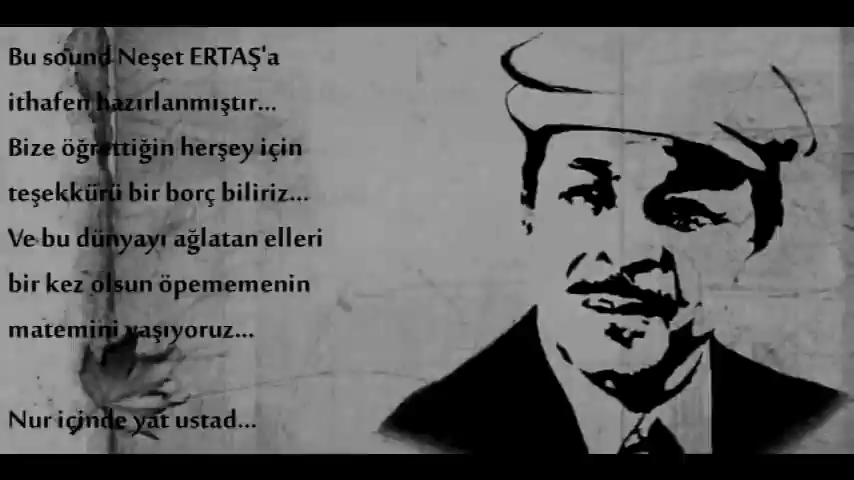 Bu sound Neşet ERTAŞ'a
ithafen hazırlanmıştır...
Bize öğrettiğin herşey için
teşekkürü bir borç biliriz...
Ve bu dünyayı ağlatan elleri
bir kez olsun öpememenin
matemini yaşıyoruz...
Nur içinde yat ustad...